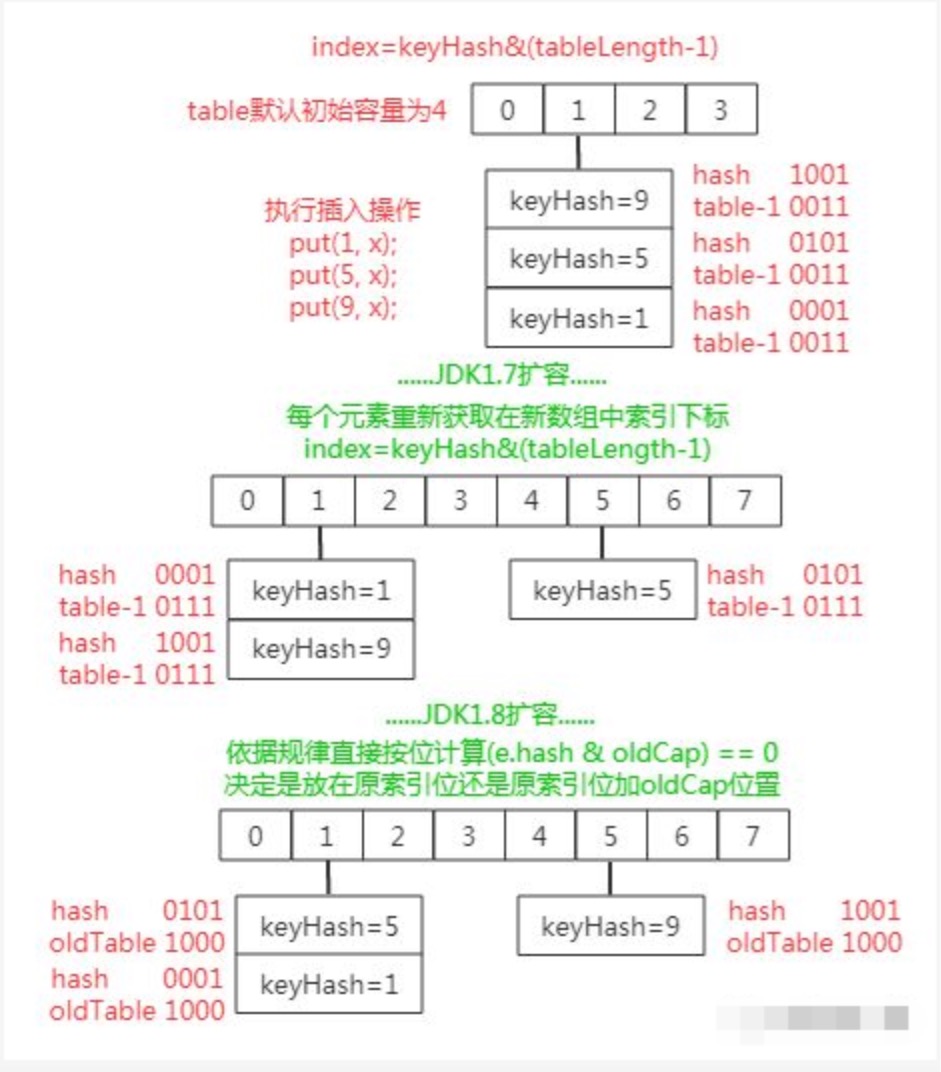 index=keyHash&(tableLength-1)
table默认初始容量为4
0 1 2 3
执行插入操作
put(1, x);
put(5, x);
put(9, x);
keyHash=9
keyHash=5
keyHash=1
hash 1001
table-1 0011
hash 0101
table-1 0011
hash 0001
table-1 0011
......JDK1.7扩容......
每个元素重新获取在新数组中索引下标
index=keyHash&(tableLength-1)
0 1 2 3 4 5 6 7
hash 0001
table-1 0111
hash 1001
table-1 0111
keyHash=1
keyHash=9
keyHash=5
hash 0101
table-1 0111
......JDK1.8扩容......
依据规律直接按位计算(e.hash & oldCap) == 0
决定是放在原索引位还是原索引位加oldCap位置
0 1 2 3 4 5 6 7
hash 0101
oldTable 1000
hash 0001
oldTable 1000
keyHash=5
keyHash=1
keyHash=9
hash 1001
oldTable 1000